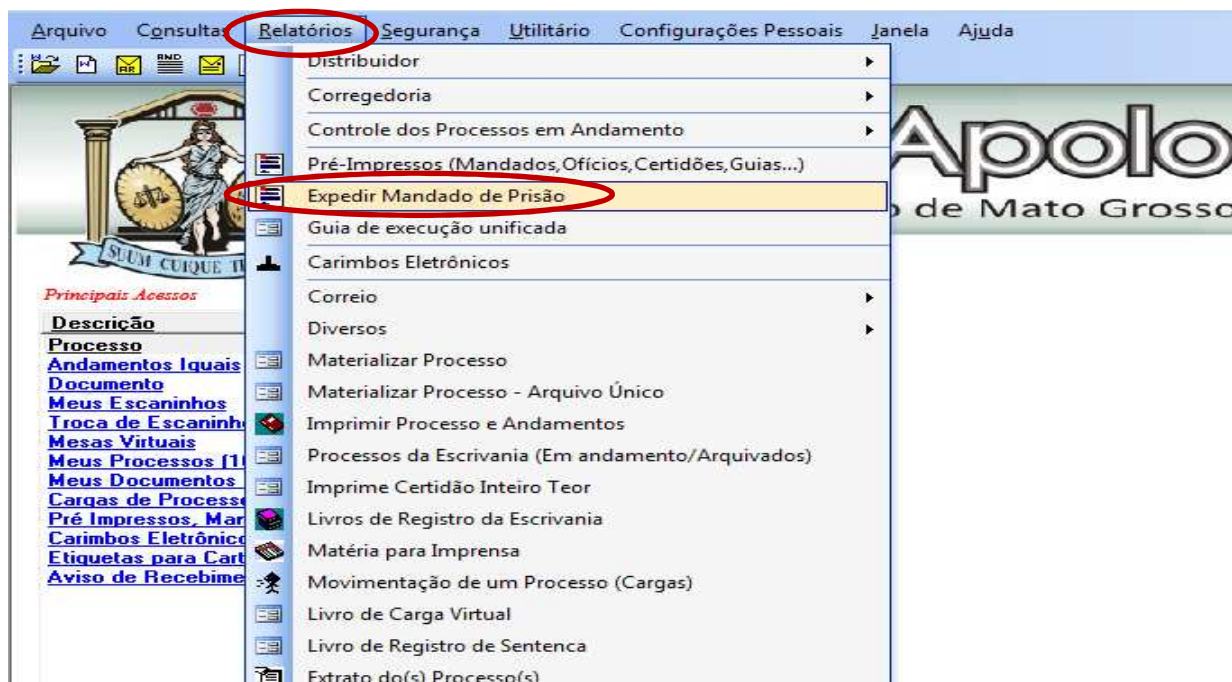 Arquivo Consultas Relatórios Segurança Utilitário Configurações Pessoais Janela Ajuda
Distribuidor
Corregedoria
Controle dos Processos em Andamento
Pré-Impressos (Mandados,Ofícios,Certidões,Guias...)
Expedir Mandado de Prisão
Guia de execução unificada
Carimbos Eletrônicos
Correio
Diversos
Materializar Processo
Materializar Processo - Arquivo Único
Imprimir Processo e Andamentos
Processos da Escrivania (Em andamento/Arquivados)
Imprime Certidão Inteiro Teor
Livros de Registro da Escrivania
Matéria para Imprensa
Movimentação de um Processo (Cargas)
Livro de Carga Virtual
Livro de Registro de Sentenca
Extrato do(s) Processo(s)
Apolo
de Mato Grosso
SUUM CUIQUE
Principais Acessos
Descrição
Processo
Andamentos Iguais
Documento
Meus Escaninhos
Troca de Escaninh
Mesas Virtuais
Meus Processos (1
Meus Documentos
Cargas de Process
Pré Impressos, Mar
Carimbos Eletrônic
Etiquetas para Cart
Aviso de Recebime